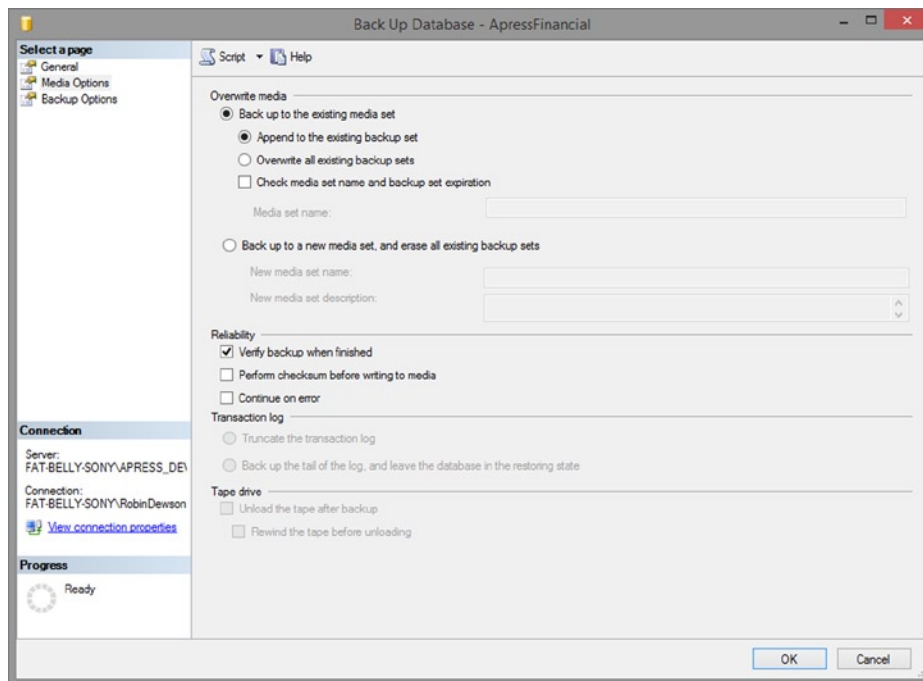 Back Up Database - ApressFinancial
Select a page
General
Media Options
Backup Options
Script
Help
Overwrite media
Back up to the existing media set
Append to the existing backup set
Overwrite all existing backup sets
Check media set name and backup set expiration
Media set name:
Back up to a new media set, and erase all existing backup sets
New media set name:
New media set description:
Reliability
Verify backup when finished
Perform checksum before writing to media
Continue on error
Transaction log
Truncate the transaction log
Back up the tail of the log, and leave the database in the restoring state
Tape drive
Unload the tape after backup
Rewind the tape before unloading
Connection
Server:
FAT-BELLY-SONY\APRESS_DEV
Connection:
FAT-BELLY-SONY\RobinDewson
View connection properties
Progress
Ready
OK
Cancel